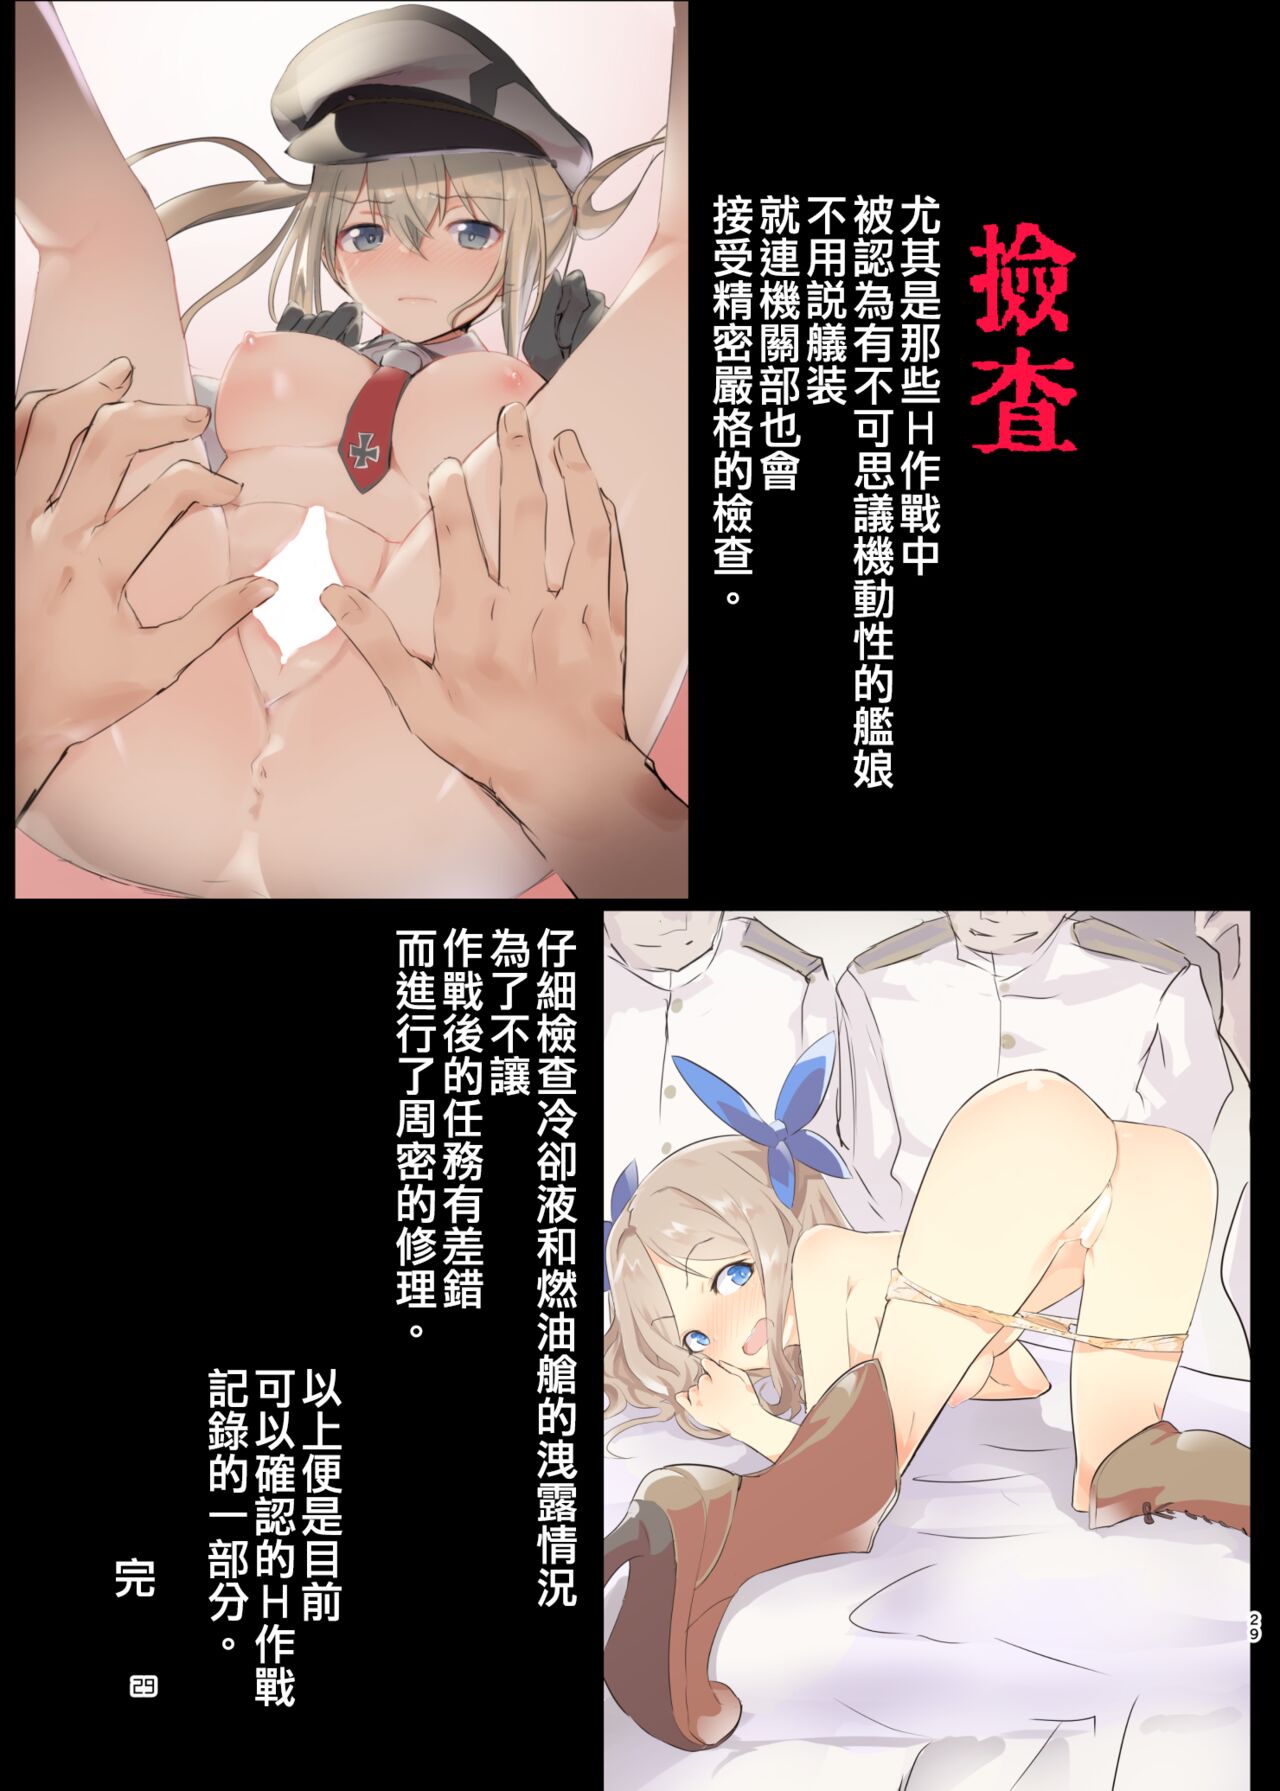 撿查
尤其是那些Ｈ作戰中
被認為有不可思議機動性的艦娘
不用説艤装
就連機關部也會
接受精密嚴格的檢查。
仔細檢查冷卻液和燃油艙的洩露情況
為了不讓
作戰後的任務有差錯
而進行了周密的修理。
以上便是目前
可以確認的Ｈ作戰
記錄的一部分。
完
29
29